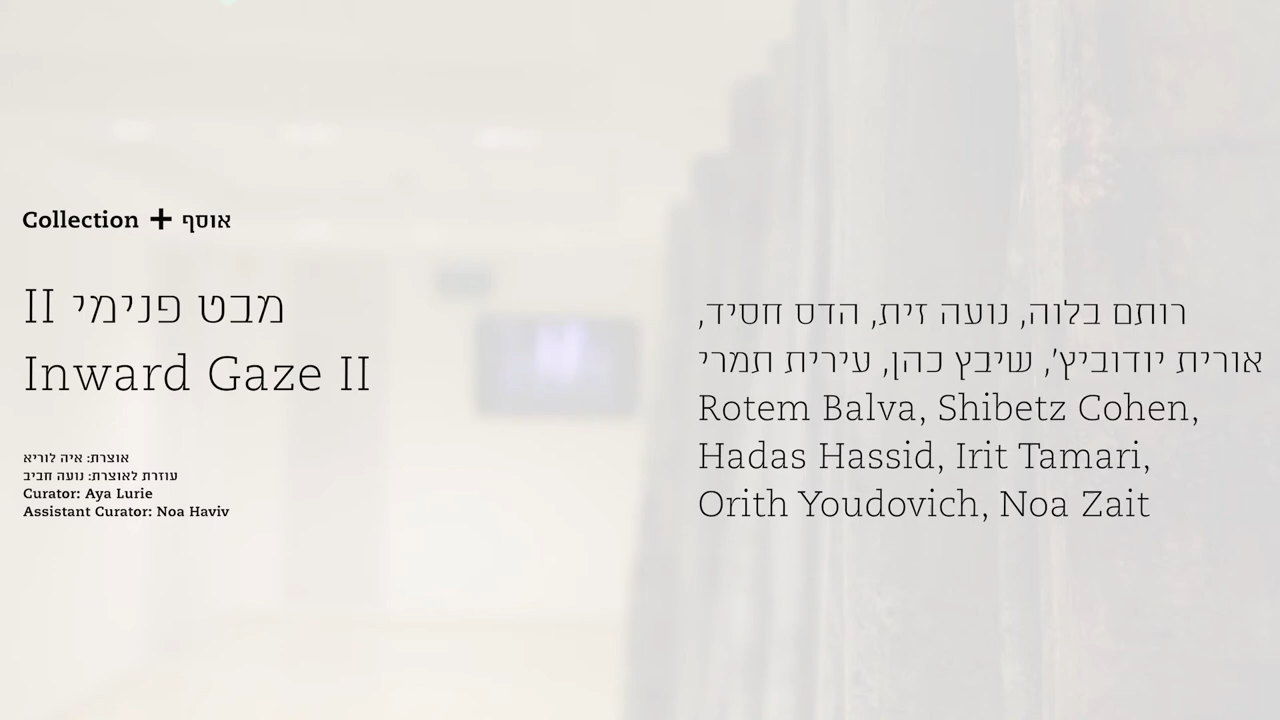 Collection + אוסף
מבט פנימי II
Inward Gaze II
אוצרת: איה לוריא
עוזרת לאוצרת: נועה חביב
Curator: Aya Lurie
Assistant Curator: Noa Haviv
רותם בלוה, נועה זית, הדס חסיד,
אורית יודוביץ', שיבץ כהן, עירית תמרי
Rotem Balva, Shibetz Cohen,
Hadas Hassid, Irit Tamari,
Orith Youdovich, Noa Zait